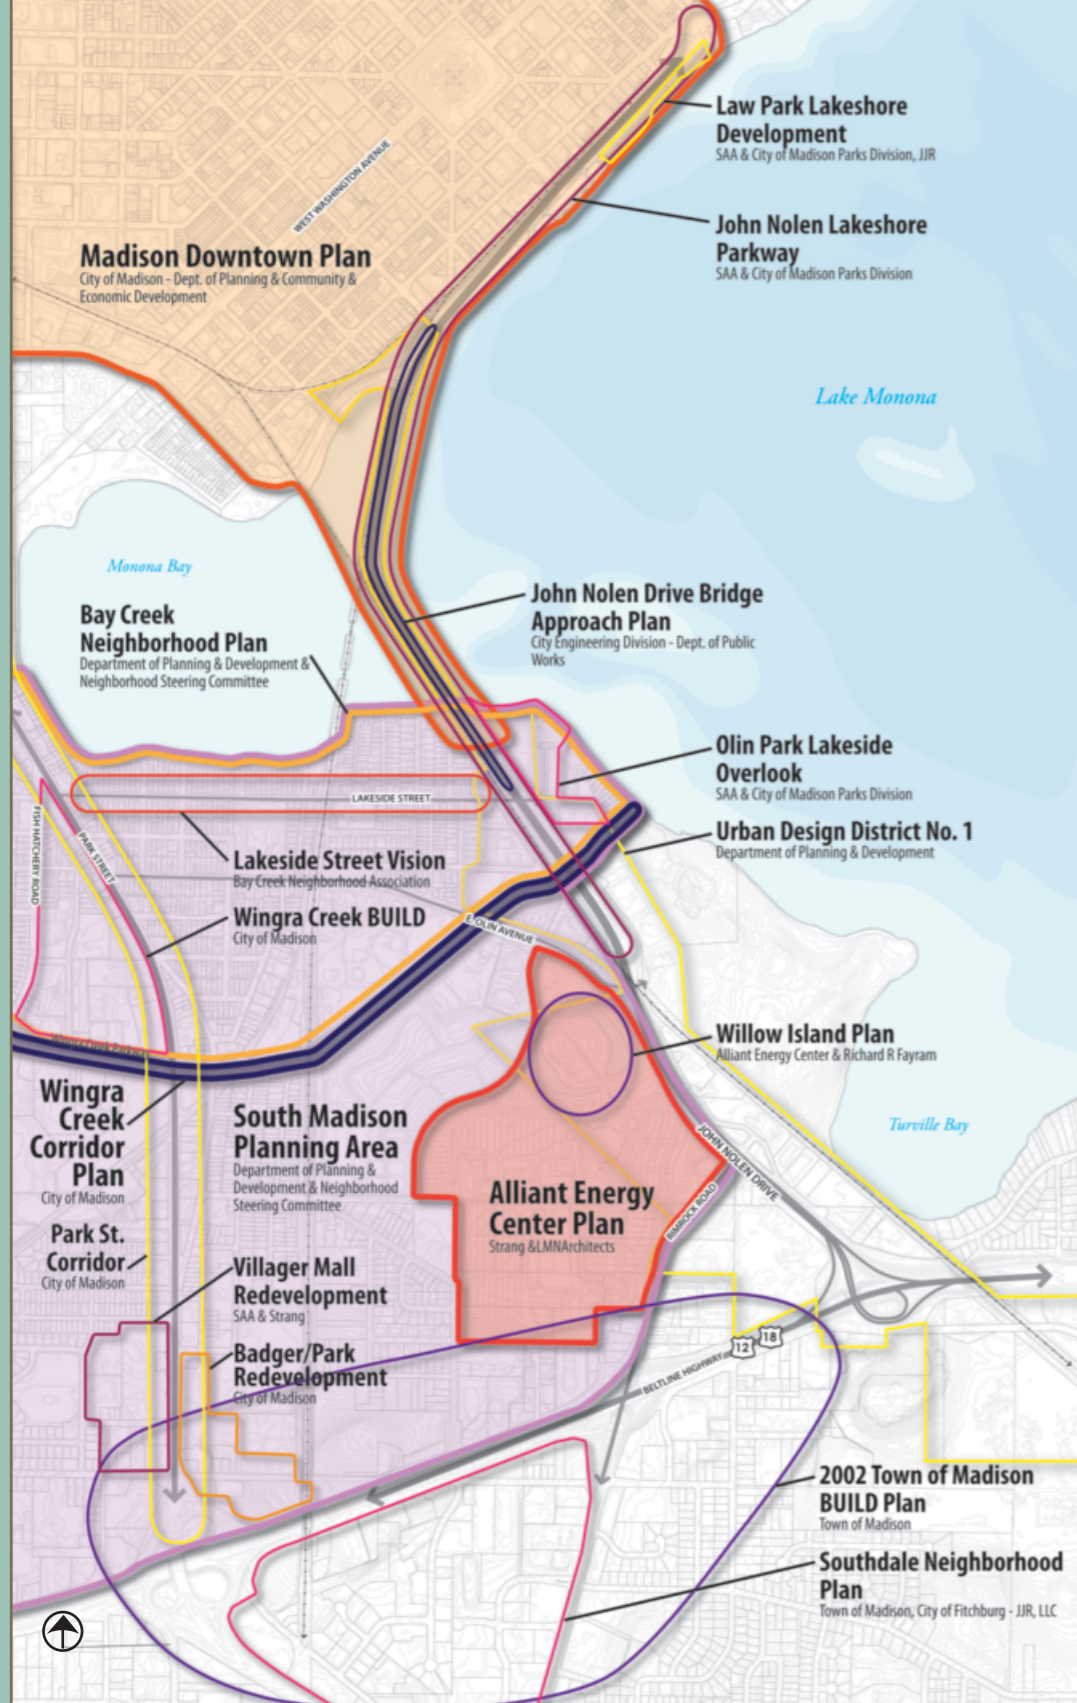 Law Park Lakeshore
Development
SAA & City of Madison Parks Division, JJR
WEST WASHINGTON AVENUE
John Nolen Lakeshore
Parkway
SAA & City of Madison Parks Division
Madison Downtown Plan
City of Madison - Dept. of Planning & Community &
Economic Development
Lake Monona
Monona Bay
John Nolen Drive Bridge
Approach Plan
City Engineering Division - Dept. of Public
Works
Bay Creek
Neighborhood Plan
Department of Planning & Development &
Neighborhood Steering Committee
Olin Park Lakeside
Overlook
SAA & City of Madison Parks Division
LAKESIDE STREET
FISH HATCHERY ROAD
PARK STREET
Urban Design District No. 1
Department of Planning & Development
Lakeside Street Vision
Bay Creek Neighborhood Association
Wingra Creek BUILD
City of Madison
E. OLIN AVENUE
Willow Island Plan
Alliant Energy Center & Richard R Fayram
Wingra Creek Parkway
Wingra
Creek
Corridor
Plan
City of Madison
South Madison
Planning Area
Department of Planning &
Development & Neighborhood
Steering Committee
Turville Bay
JOHN NOLEN DRIVE
RIMROCK ROAD
Alliant Energy
Center Plan
Strang &LMNArchitects
Park St.
Corridor
City of Madison
Villager Mall
Redevelopment
SAA & Strang
Badger/Park
Redevelopment
City of Madison
12
18
BELTLINE HIGHWAY
2002 Town of Madison
BUILD Plan
Town of Madison
Southdale Neighborhood
Plan
Town of Madison, City of Fitchburg - JJR, LLC